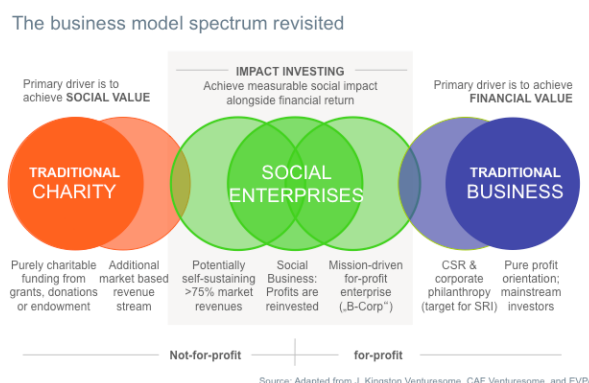 The business model spectrum revisited
IMPACT INVESTING
Achieve measurable social impact
alongside financial return
Primary driver is to
achieve SOCIAL VALUE
Primary driver is to achieve
FINANCIAL VALUE
TRADITIONAL
CHARITY
SOCIAL
ENTERPRISES
TRADITIONAL
BUSINESS
Purely charitable
funding from
grants, donations
or endowment
Additional
market based
revenue
stream
Potentially
self-sustaining
>75% market
revenues
Social
Business:
Profits are
reinvested
Mission-driven
for-profit
enterprise
(„B-Corp“)
CSR &
corporate
philanthropy
(target for SRI)
Pure profit
orientation;
mainstream
investors
Not-for-profit
for-profit
Source: Adapted from J. Kingston Venturesome, CAF Venturesome, and EVPA